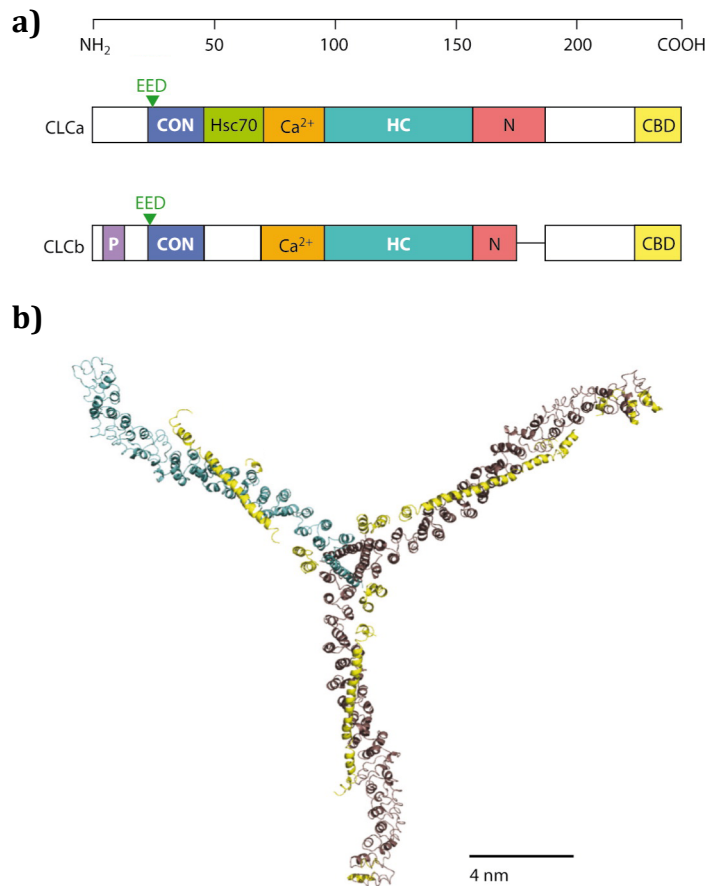 a)
NH₂ 50 100 150 200 COOH
EED
CLCa CON Hsc70 Ca²⁺ HC N CBD
EED
CLCb P CON Ca²⁺ HC N CBD
b)
4 nm